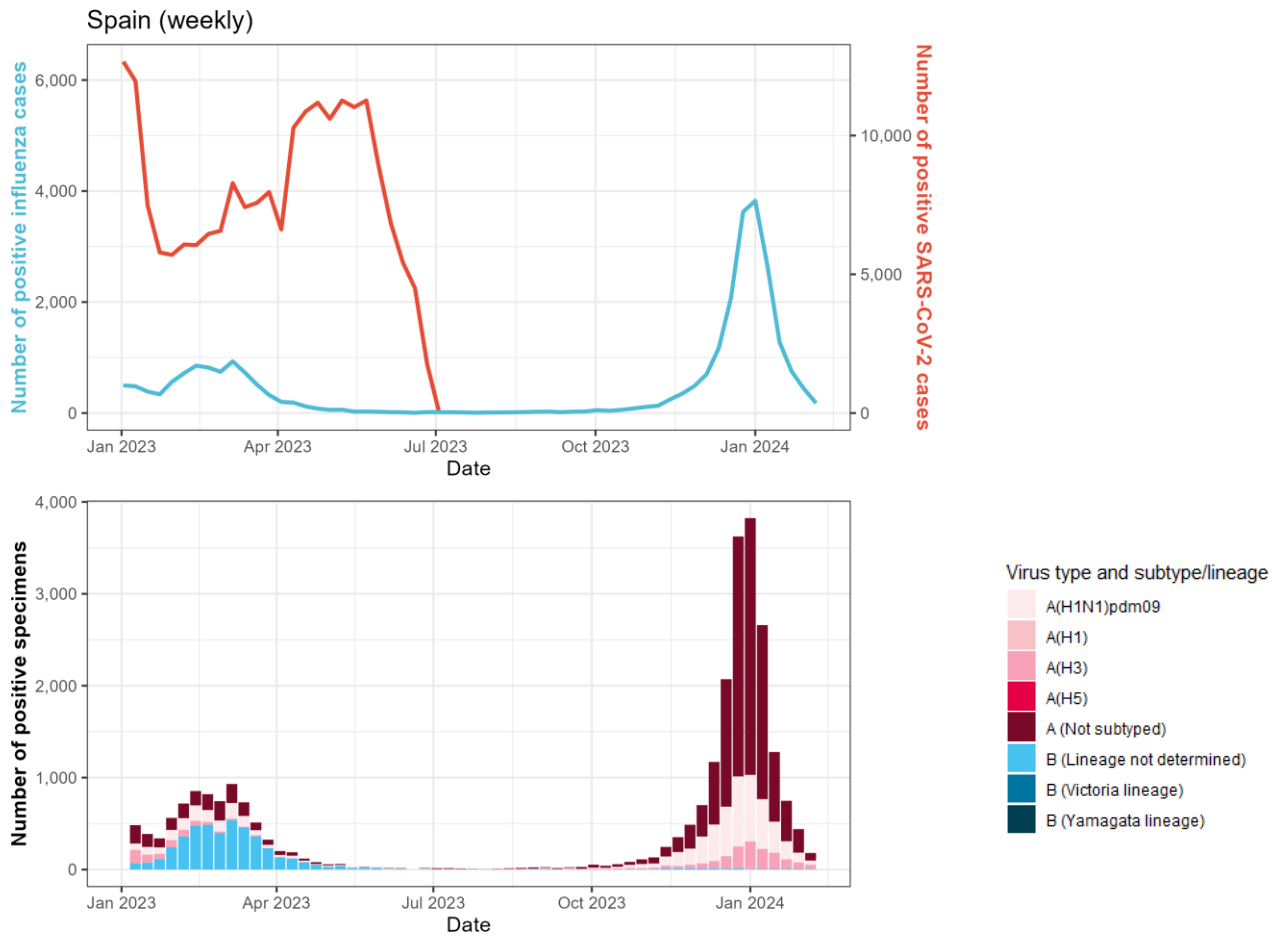 Spain (weekly)
Number of positive influenza cases
6,000
4,000
2,000
0
10,000
5,000
0
Number of positive SARS-CoV-2 cases
Jan 2023
Apr 2023
Jul 2023
Oct 2023
Jan 2024
Date
Number of positive specimens
4,000
3,000
2,000
1,000
0
Jan 2023
Apr 2023
Jul 2023
Oct 2023
Jan 2024
Date
Virus type and subtype/lineage
A(H1N1)pdm09
A(H1)
A(H3)
A(H5)
A (Not subtyped)
B (Lineage not determined)
B (Victoria lineage)
B (Yamagata lineage)